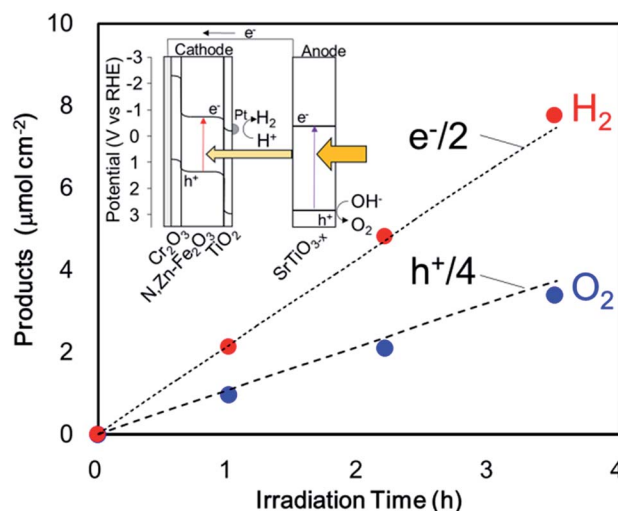 10
8
6
4
2
0
Products (μmol cm⁻²)
0
1
2
3
4
Irradiation Time (h)
H₂
e⁻/2
h⁺/4
O₂
e⁻
Cathode
Anode
Potential (V vs RHE)
-3
-2
-1
0
1
2
3
e⁻
Pt
H₂
H⁺
h⁺
e⁻
h⁺
OH⁻
O₂
Cr₂O₃
N,Zn-Fe₂O₃
TiO₂
SrTiO₃₋ₓ